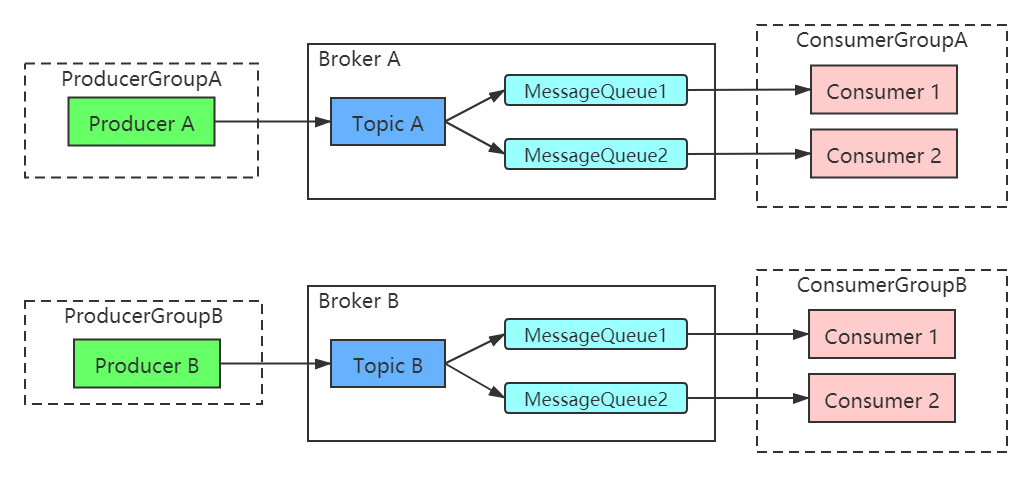 ProducerGroupA
Producer A
Broker A
Topic A
MessageQueue1
MessageQueue2
ConsumerGroupA
Consumer 1
Consumer 2
ProducerGroupB
Producer B
Broker B
Topic B
MessageQueue1
MessageQueue2
ConsumerGroupB
Consumer 1
Consumer 2